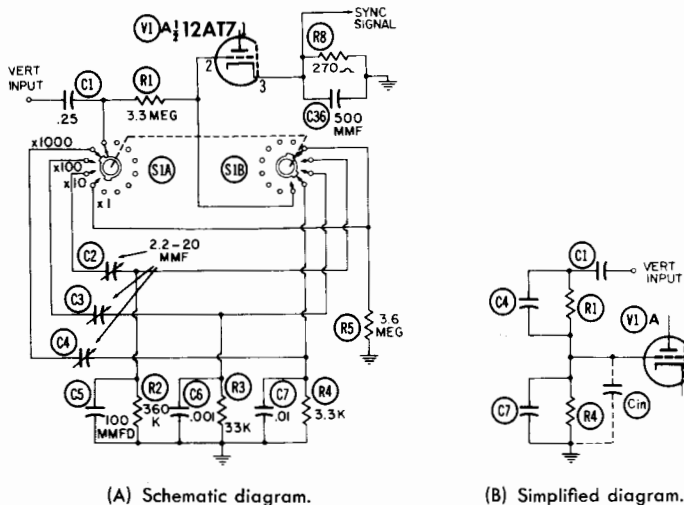 V1 A ½ 12AT7
2
3
SYNC SIGNAL
R8
270
C36
500 MMF
VERT INPUT
C1
.25
R1
3.3 MEG
x1000
x100
x10
x1
S1A
S1B
C2
2.2-20 MMF
C3
C4
R5
3.6 MEG
C5
100 MMFD
R2
360 K
C6
.001
R3
33K
C7
.01
R4
3.3K
(A) Schematic diagram.
C1
VERT INPUT
C4
R1
V1 A
C7
R4
Cin
(B) Simplified diagram.